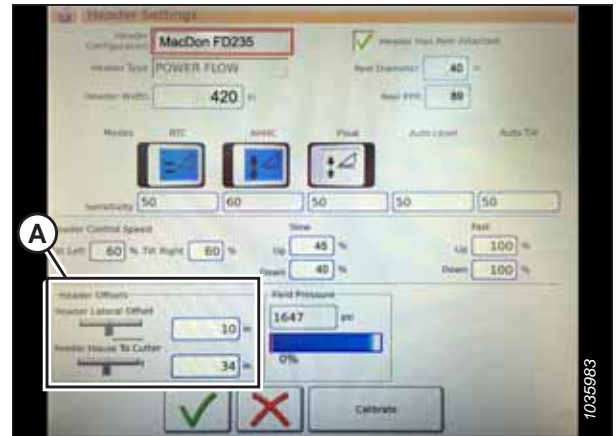 Header Settings
Header Configuration MacDon FD235 Header Has Reel Attached
Header Type POWER FLOW Reel Diameter 40 in
Header Width 420 in Reel PPR 89
Modes RTC AHHC Float Auto Level Auto Tilt
Sensitivity 50 60 50 50 50
A
Header Control Speed Slow Fast
Tilt Left 60 % Tilt Right 60 % Up 45 % Up 100 %
Down 40 % Down 100 %
Header Offsets Field Pressure
Header Lateral Offset 10 in 1647 psi
Feeder House To Cutter 34 in 0%
Calibrate
1035983